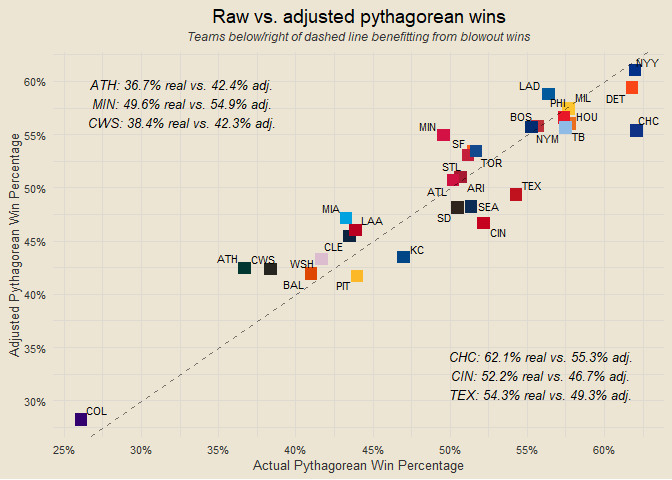 Raw vs. adjusted pythagorean wins
Teams below/right of dashed line benefitting from blowout wins
Adjusted Pythagorean Win Percentage
60%
55%
50%
45%
40%
35%
30%
ATH: 36.7% real vs. 42.4% adj.
MIN: 49.6% real vs. 54.9% adj.
CWS: 38.4% real vs. 42.3% adj.
NYY
LAD
DET
PHI
MIL
BOS
HOU
CHC
MIN
NYM
TB
SF
TOR
STL
ATL
ARI
TEX
SD
SEA
CIN
MIA
LAA
CLE
KC
ATH
CWS
WSH
BAL
PIT
COL
CHC: 62.1% real vs. 55.3% adj.
CIN: 52.2% real vs. 46.7% adj.
TEX: 54.3% real vs. 49.3% adj.
25%
30%
35%
40%
45%
50%
55%
60%
Actual Pythagorean Win Percentage